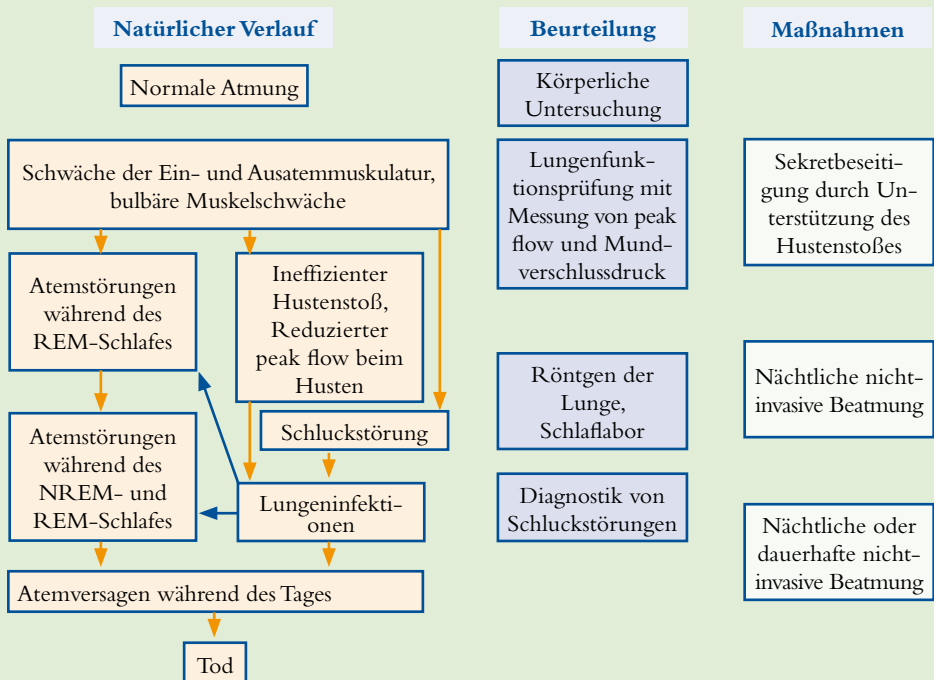 Natürlicher Verlauf
Normale Atmung
Schwäche der Ein- und Ausatemmuskulatur,
bulbäre Muskelschwäche
Atemstörungen
während des
REM-Schlafes
Ineffizienter
Hustenstoß,
Reduzierter
peak flow beim
Husten
Schluckstörung
Atemstörungen
während des
NREM- und
REM-Schlafes
Lungeninfekti-
onen
Atemversagen während des Tages
Tod
Beurteilung
Körperliche
Untersuchung
Lungenfunk-
tionsprüfung mit
Messung von peak
flow und Mund-
verschlussdruck
Röntgen der
Lunge,
Schlaflabor
Diagnostik von
Schluckstörungen
Maßnahmen
Sekretbeseiti-
gung durch Un-
terstützung des
Hustenstoßes
Nächtliche nicht-
invasive Beatmung
Nächtliche oder
dauerhafte nicht-
invasive Beatmung